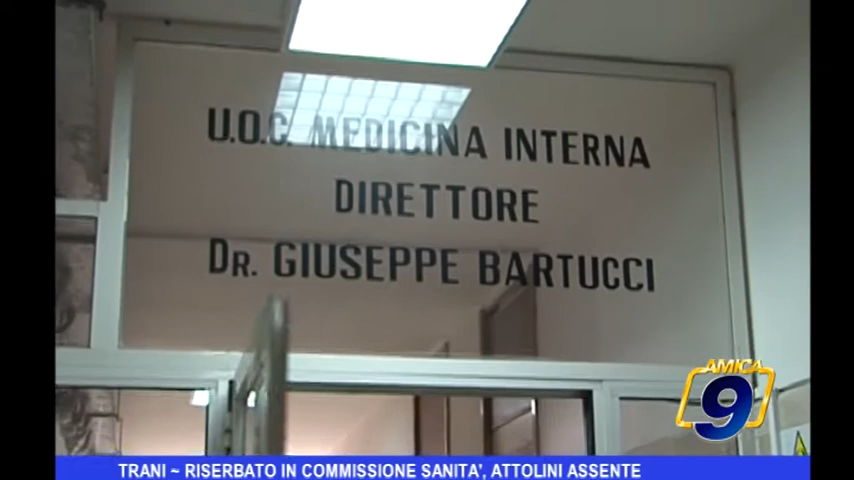 U.O.C. MEDICINA INTERNA
DIRETTORE
DR. GIUSEPPE BARTUCCI
AMICA
9
TRANI ~ RISERBATO IN COMMISSIONE SANITA', ATTOLINI ASSENTE